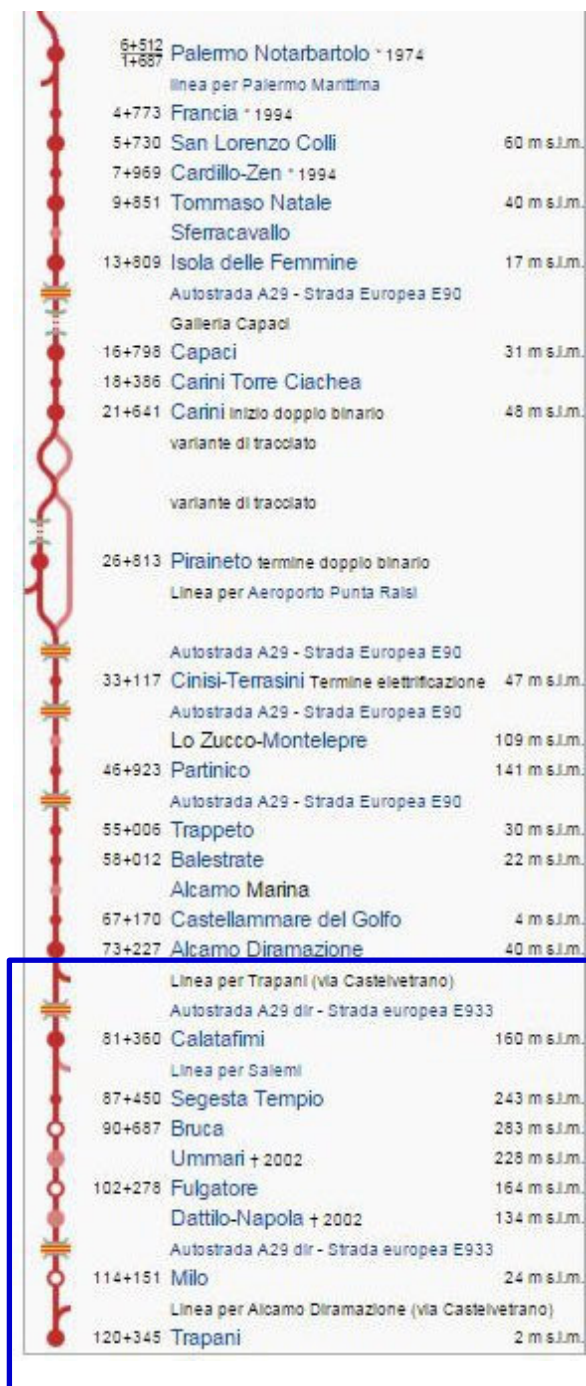 6+512
1+687 Palermo Notarbartolo * 1974
linea per Palermo Marittima
4+773 Francia * 1994
5+730 San Lorenzo Colli 60 m s.l.m.
7+969 Cardillo-Zen * 1994
9+851 Tommaso Natale 40 m s.l.m.
Sferracavallo
13+809 Isola delle Femmine 17 m s.l.m.
Autostrada A29 - Strada Europea E90
Galleria Capaci
16+798 Capaci 31 m s.l.m.
18+386 Carini Torre Ciachea
21+641 Carini inizio doppio binario 48 m s.l.m.
variante di tracciato
variante di tracciato
26+813 Piraineto termine doppio binario
Linea per Aeroporto Punta Raisi
Autostrada A29 - Strada Europea E90
33+117 Cinisi-Terrasini Termine elettrificazione 47 m s.l.m.
Autostrada A29 - Strada Europea E90
Lo Zucco-Montelepre 109 m s.l.m.
46+923 Partinico 141 m s.l.m.
Autostrada A29 - Strada Europea E90
55+006 Trappeto 30 m s.l.m.
58+012 Balestrate 22 m s.l.m.
Alcamo Marina
67+170 Castellammare del Golfo 4 m s.l.m.
73+227 Alcamo Diramazione 40 m s.l.m.
Linea per Trapani (via Castelvetrano)
Autostrada A29 dir - Strada europea E933
81+360 Calatafimi 160 m s.l.m.
Linea per Salemi
87+450 Segesta Tempio 243 m s.l.m.
90+687 Bruca 283 m s.l.m.
Ummari † 2002 228 m s.l.m.
102+278 Fulgatore 164 m s.l.m.
Dattilo-Napola † 2002 134 m s.l.m.
Autostrada A29 dir - Strada europea E933
114+151 Milo 24 m s.l.m.
Linea per Alcamo Diramazione (via Castelvetrano)
120+345 Trapani 2 m s.l.m.